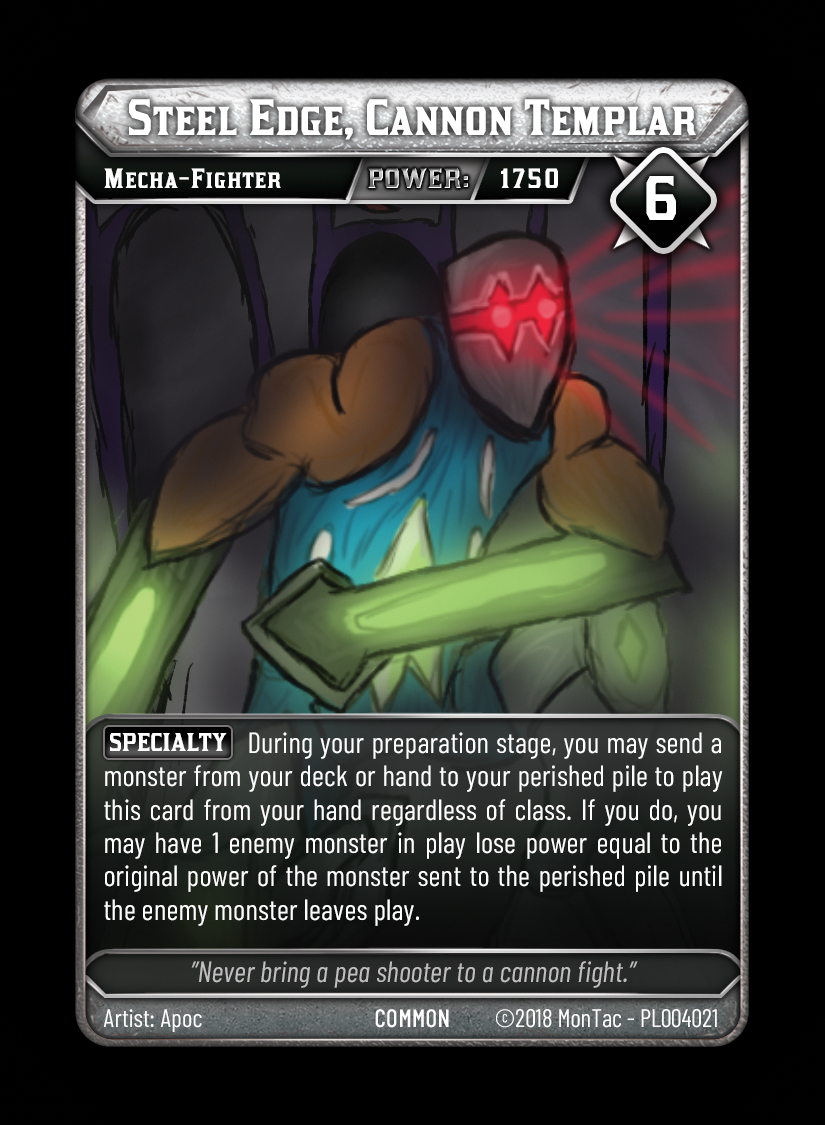 Steel Edge, Cannon Templar
Mecha-Fighter POWER: 1750
6
SPECIALTY During your preparation stage, you may send a
monster from your deck or hand to your perished pile to play
this card from your hand regardless of class. If you do, you
may have 1 enemy monster in play lose power equal to the
original power of the monster sent to the perished pile until
the enemy monster leaves play.
"Never bring a pea shooter to a cannon fight."
Artist: Apoc COMMON ©2018 MonTac - PL004021